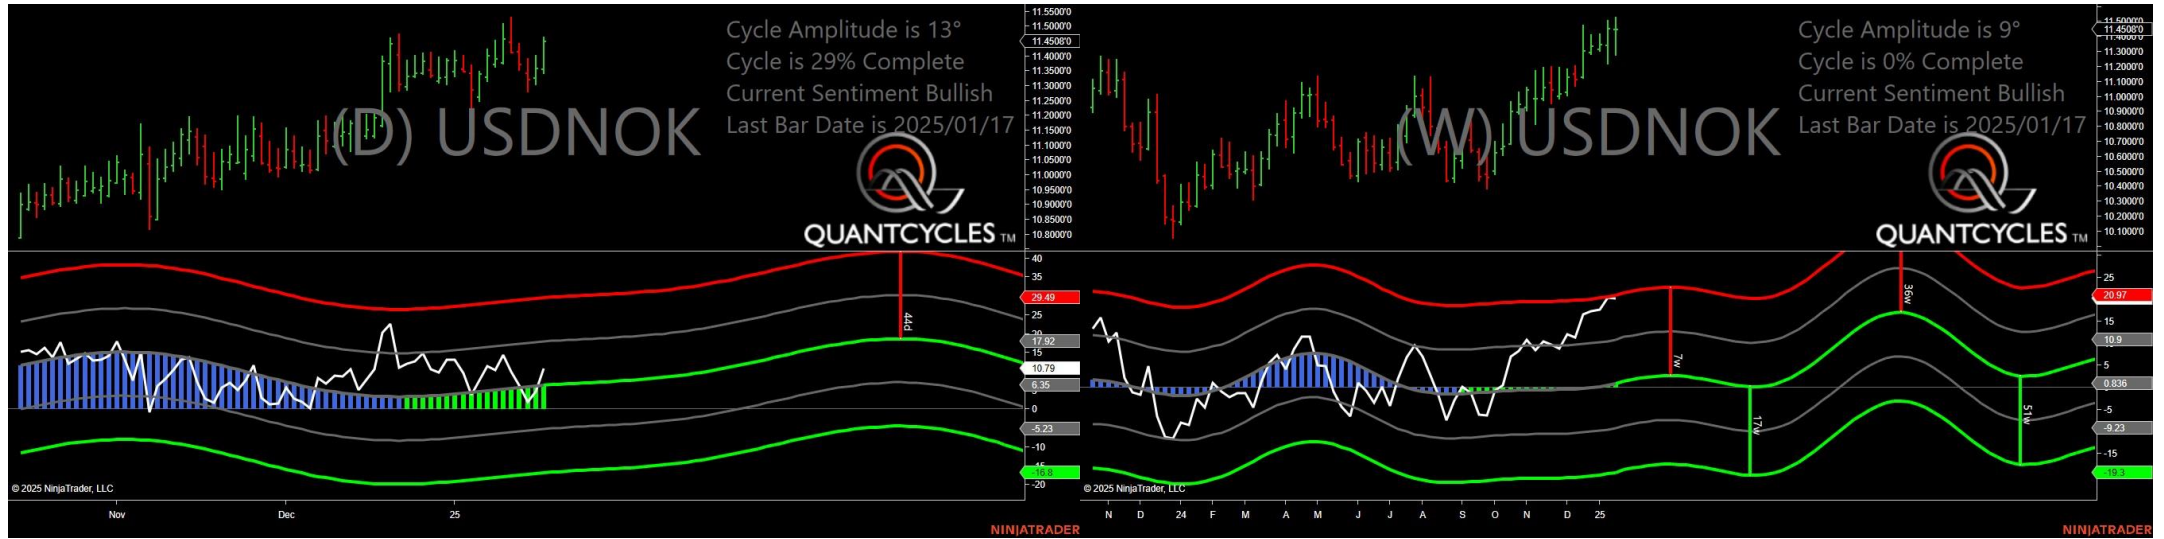 Cycle Amplitude is 13°
Cycle is 29% Complete
Current Sentiment Bullish
Last Bar Date is 2025/01/17
(D) USDNOK
QUANTCYCLES TM
11.5500'0
11.5000'0
11.4508'0
11.4000'0
11.3500'0
11.3000'0
11.2500'0
11.2000'0
11.1500'0
11.1000'0
11.0500'0
11.0000'0
10.9500'0
10.9000'0
10.8500'0
10.8000'0
40
35
29.49
25
17.92
15
10.79
6.35
0
-5.23
-10
-16.8
-20
44d
© 2025 NinjaTrader, LLC
Nov Dec 25
NINJATRADER
Cycle Amplitude is 9°
Cycle is 0% Complete
Current Sentiment Bullish
Last Bar Date is 2025/01/17
(W) USDNOK
QUANTCYCLES TM
11.5000'0
11.4508'0
11.3000'0
11.2000'0
11.1000'0
11.0000'0
10.9000'0
10.8000'0
10.7000'0
10.6000'0
10.5000'0
10.4000'0
10.3000'0
10.2000'0
10.1000'0
25
20.97
15
10.9
5
0.836
-5
-9.23
-15
-19.3
7w
17w
36w
51w
© 2025 NinjaTrader, LLC
N D 24 F M A M J J A S O N D 25
NINJATRADER